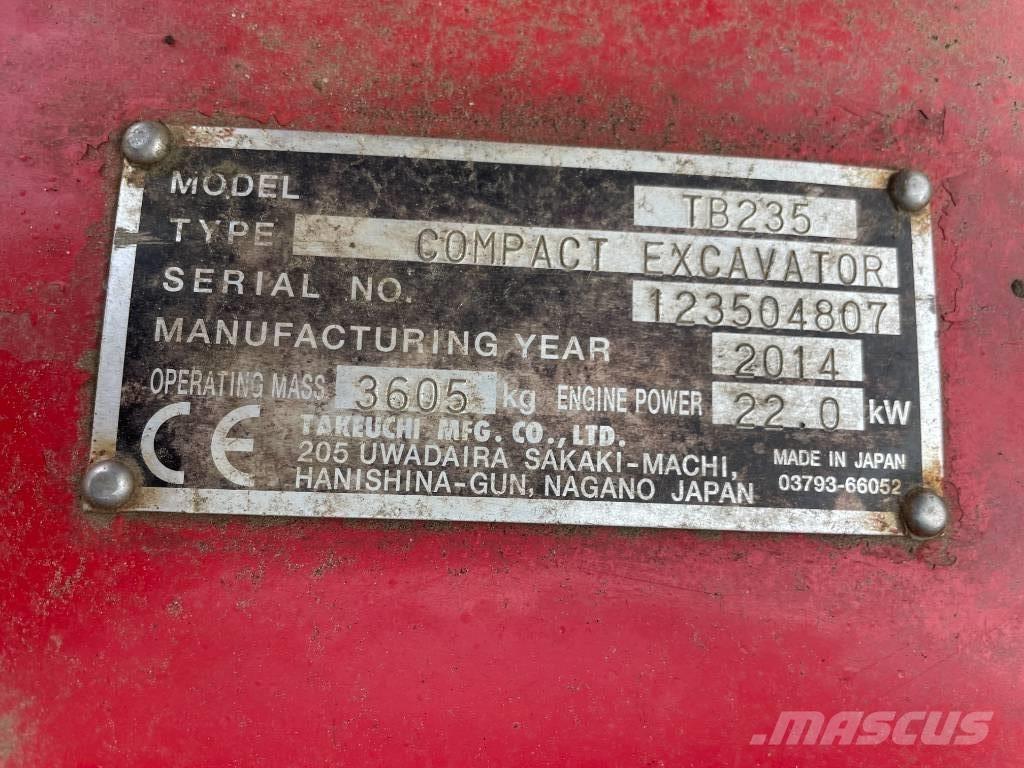 MODEL TB235
TYPE COMPACT EXCAVATOR
SERIAL NO. 123504807
MANUFACTURING YEAR 2014
OPERATING MASS 3605 kg ENGINE POWER 22.0 kW
CE TAKEUCHI MFG. CO., LTD.
205 UWADAIRA SAKAKI-MACHI, MADE IN JAPAN
HANISHINA-GUN, NAGANO JAPAN 03793-66052
MASCUS